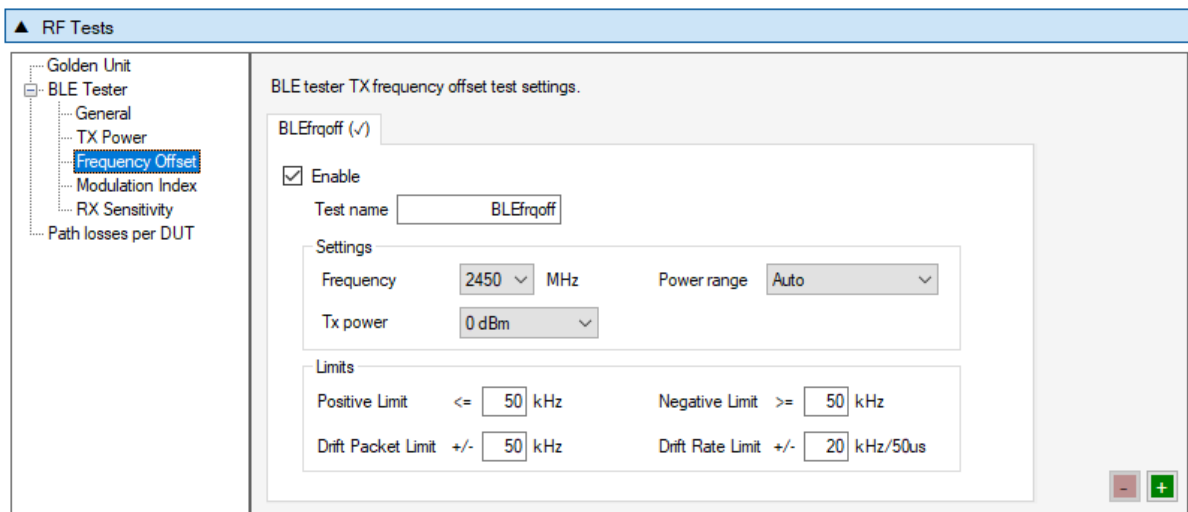 ▲ RF Tests
Golden Unit
BLE Tester
General
TX Power
Frequency Offset
Modulation Index
RX Sensitivity
Path losses per DUT
BLE tester TX frequency offset test settings.
BLEfrqoff (✓)
Enable
Test name BLEfrqoff
Settings
Frequency 2450 MHz Power range Auto
Tx power 0 dBm
Limits
Positive Limit <= 50 kHz Negative Limit >= 50 kHz
Drift Packet Limit +/- 50 kHz Drift Rate Limit +/- 20 kHz/50us
- +